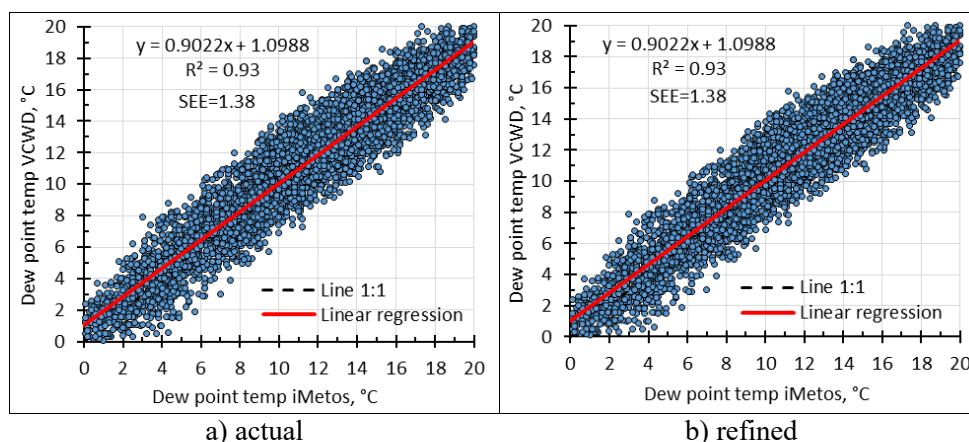 20
18
16
14
12
10
8
6
4
2
0
Dew point temp VCWD, °C
y = 0.9022x + 1.0988
R² = 0.93
SEE=1.38
Line 1:1
Linear regression
0 2 4 6 8 10 12 14 16 18 20
Dew point temp iMetos, °C
a) actual
20
18
16
14
12
10
8
6
4
2
0
Dew point temp VCWD, °C
y = 0.9022x + 1.0988
R² = 0.93
SEE=1.38
Line 1:1
Linear regression
0 2 4 6 8 10 12 14 16 18 20
Dew point temp iMetos, °C
b) refined